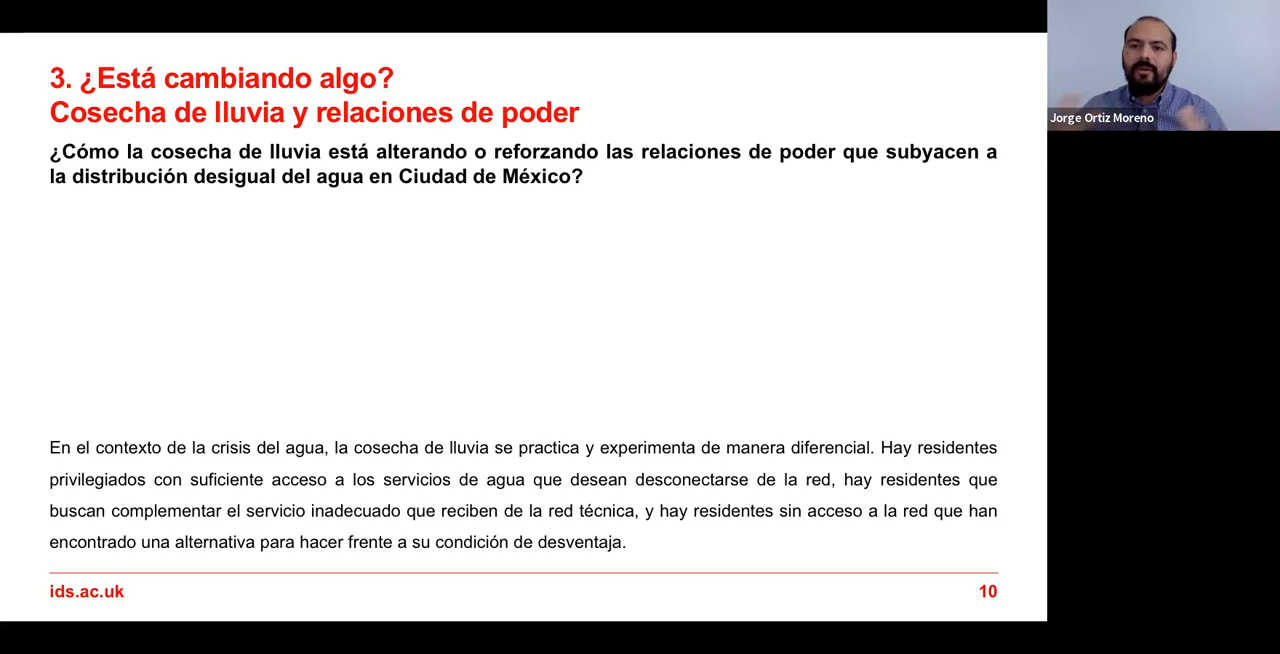 3. ¿Está cambiando algo?
Cosecha de lluvia y relaciones de poder
¿Cómo la cosecha de lluvia está alterando o reforzando las relaciones de poder que subyacen a
la distribución desigual del agua en Ciudad de México?
En el contexto de la crisis del agua, la cosecha de lluvia se practica y experimenta de manera diferencial. Hay residentes
privilegiados con suficiente acceso a los servicios de agua que desean desconectarse de la red, hay residentes que
buscan complementar el servicio inadecuado que reciben de la red técnica, y hay residentes sin acceso a la red que han
encontrado una alternativa para hacer frente a su condición de desventaja.
ids.ac.uk
10
Jorge Ortiz Moreno